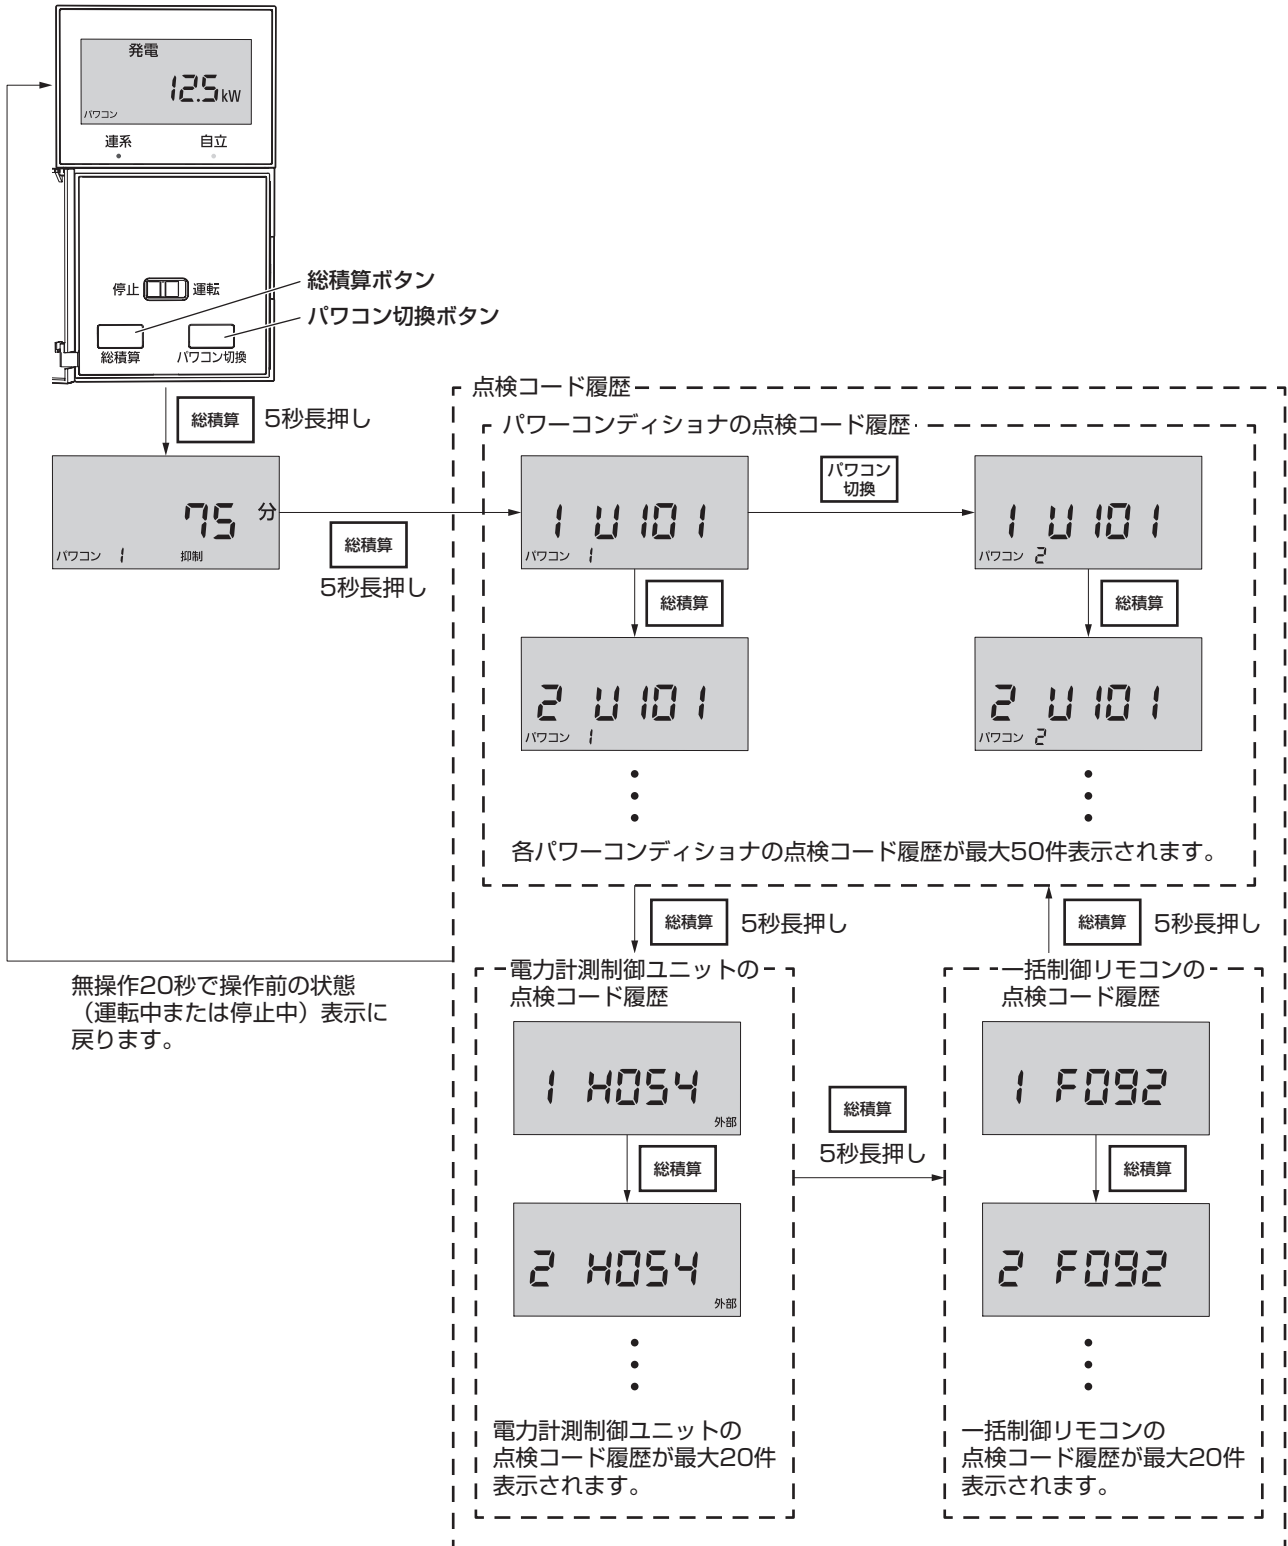 発電
12.5 kW
パワコン
連系 自立
停止 運転
総積算 パワコン切換
総積算ボタン
パワコン切換ボタン
総積算 5秒長押し
75 分
パワコン 1 抑制
総積算
5秒長押し
点検コード履歴
パワーコンディショナの点検コード履歴
1 U101
パワコン 1
パワコン
切換
1 U101
パワコン 2
総積算
総積算
2 U101
パワコン 1
2 U101
パワコン 2
各パワーコンディショナの点検コード履歴が最大50件表示されます。
総積算 5秒長押し
総積算 5秒長押し
無操作20秒で操作前の状態
（運転中または停止中）表示に
戻ります。
電力計測制御ユニットの
点検コード履歴
1 H054
外部
総積算
2 H054
外部
電力計測制御ユニットの
点検コード履歴が最大20件
表示されます。
総積算
5秒長押し
一括制御リモコンの
点検コード履歴
1 F092
総積算
2 F092
一括制御リモコンの
点検コード履歴が最大20件
表示されます。